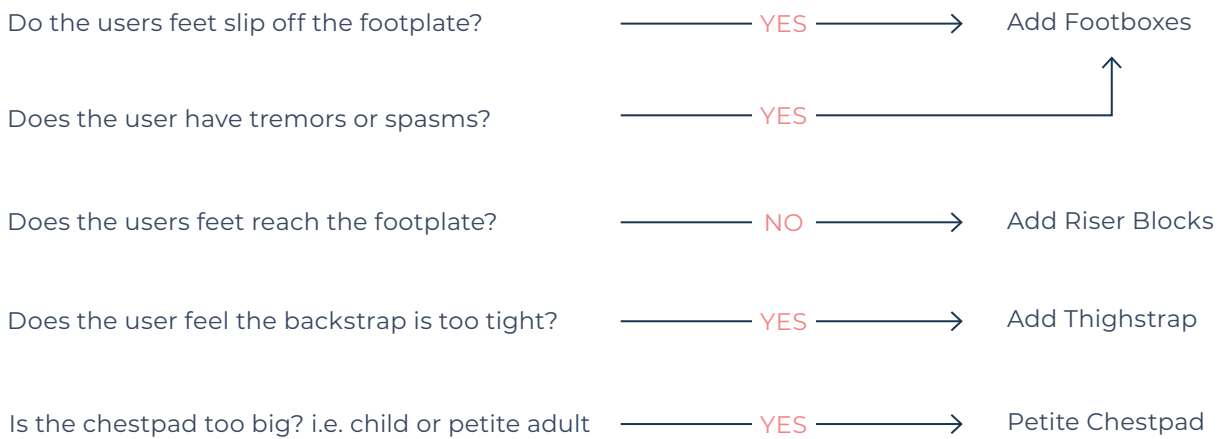 Do the users feet slip off the footplate? YES Add Footboxes
Does the user have tremors or spasms? YES
Does the users feet reach the footplate? NO Add Riser Blocks
Does the user feel the backstrap is too tight? YES Add Thighstrap
Is the chestpad too big? i.e. child or petite adult YES Petite Chestpad